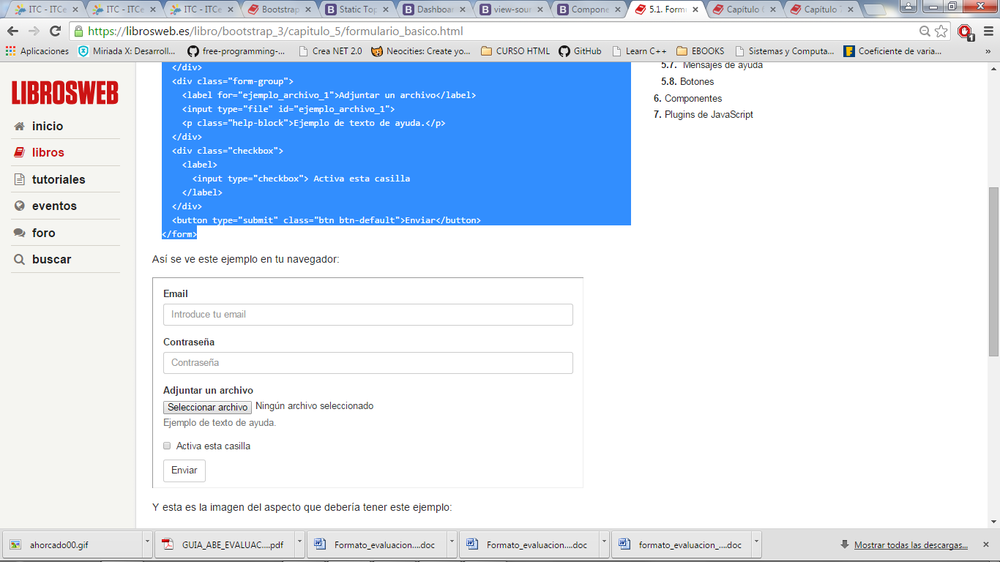 ITC - ITCe
ITC - ITCe
ITC - ITCe
Bootstrap
Static Top
Dashboar
view-sour
Compone
5.1. Form
Capítulo
Capítulo
https://librosweb.es/libro/bootstrap_3/capitulo_5/formulario_basico.html
1
Aplicaciones
Miriada X: Desarroll...
free-programming-...
Crea NET 2.0
Neocities: Create yo...
CURSO HTML
GitHub
Learn C++
EBOOKS
Sistemas y Computa...
Coeficiente de varia...
»
LIBROSWEB
inicio
libros
tutoriales
eventos
foro
buscar
</div>
<div class="form-group">
<label for="ejemplo_archivo_1">Adjuntar un archivo</label>
<input type="file" id="ejemplo_archivo_1">
<p class="help-block">Ejemplo de texto de ayuda.</p>
</div>
<div class="checkbox">
<label>
<input type="checkbox"> Activa esta casilla
</label>
</div>
<button type="submit" class="btn btn-default">Enviar</button>
</form>
5.7. Mensajes de ayuda
5.8. Botones
6. Componentes
7. Plugins de JavaScript
Así se ve este ejemplo en tu navegador:
Email
Introduce tu email
Contraseña
Contraseña
Adjuntar un archivo
Seleccionar archivo Ningún archivo seleccionado
Ejemplo de texto de ayuda.
Activa esta casilla
Enviar
Y esta es la imagen del aspecto que debería tener este ejemplo:
ahorcado00.gif
GUIA_ABE_EVALUAC....pdf
Formato_evaluacion....doc
Formato_evaluacion....doc
formato_evaluacion_....doc
Mostrar todas las descargas...